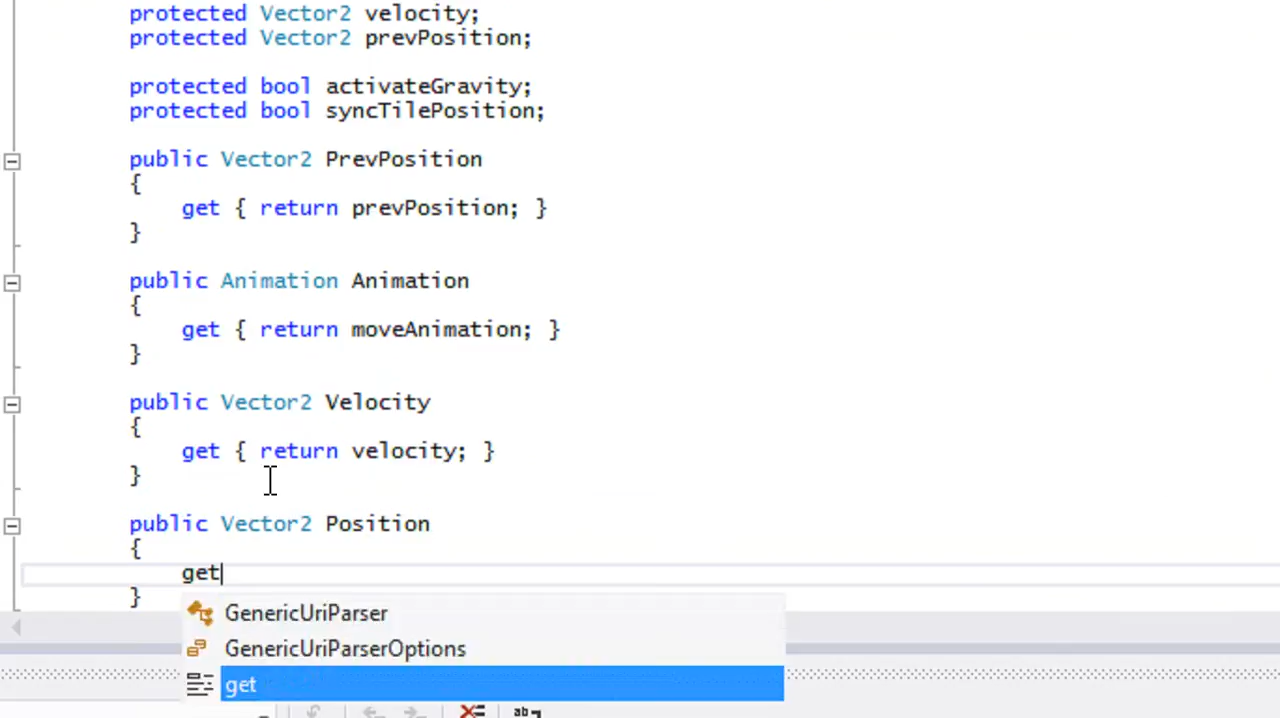 protected Vector2 velocity;
protected Vector2 prevPosition;
protected bool activateGravity;
protected bool syncTilePosition;
public Vector2 PrevPosition
{
get { return prevPosition; }
}
public Animation Animation
{
get { return moveAnimation; }
}
public Vector2 Velocity
{
get { return velocity; }
}
public Vector2 Position
{
get
}
GenericUriParser
GenericUriParserOptions
get
ab